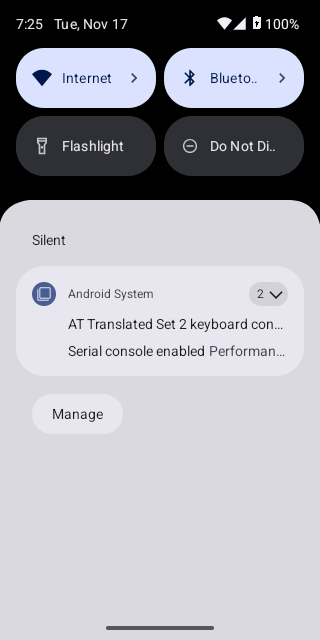 7:25 Tue, Nov 17 100%
Internet Blueto..
Flashlight Do Not Di..
Silent
Android System 2
AT Translated Set 2 keyboard con...
Serial console enabled Performan...
Manage